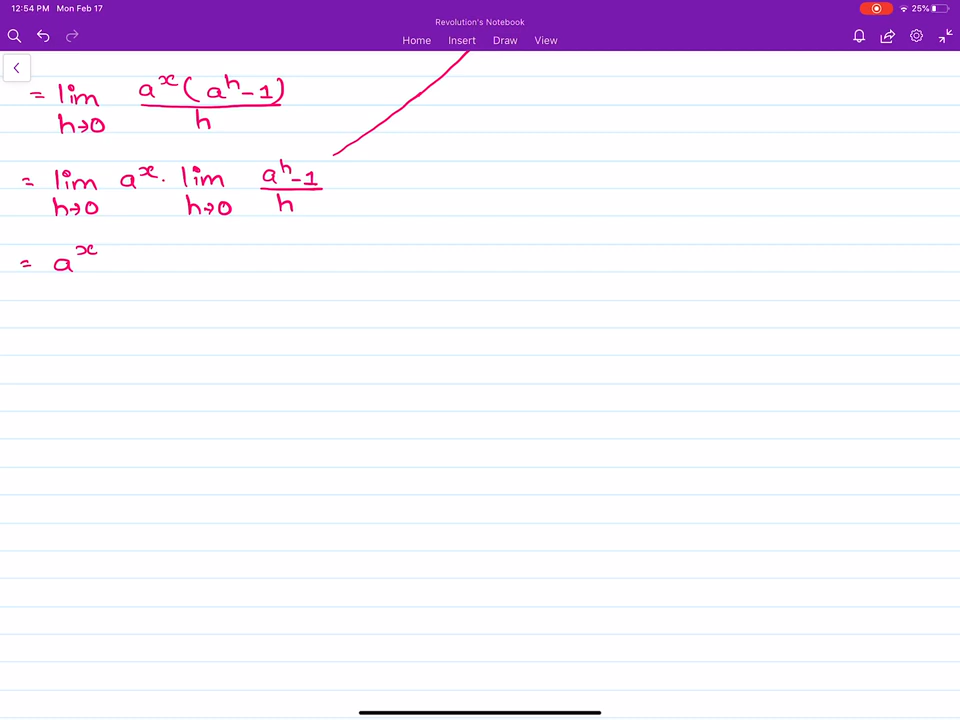 12:54 PM Mon Feb 17
25%
Revolution's Notebook
Home Insert Draw View
= lim a^x(a^h-1)
h→0 h
= lim a^x. lim a^h-1
h→0 h→0 h
= a^x